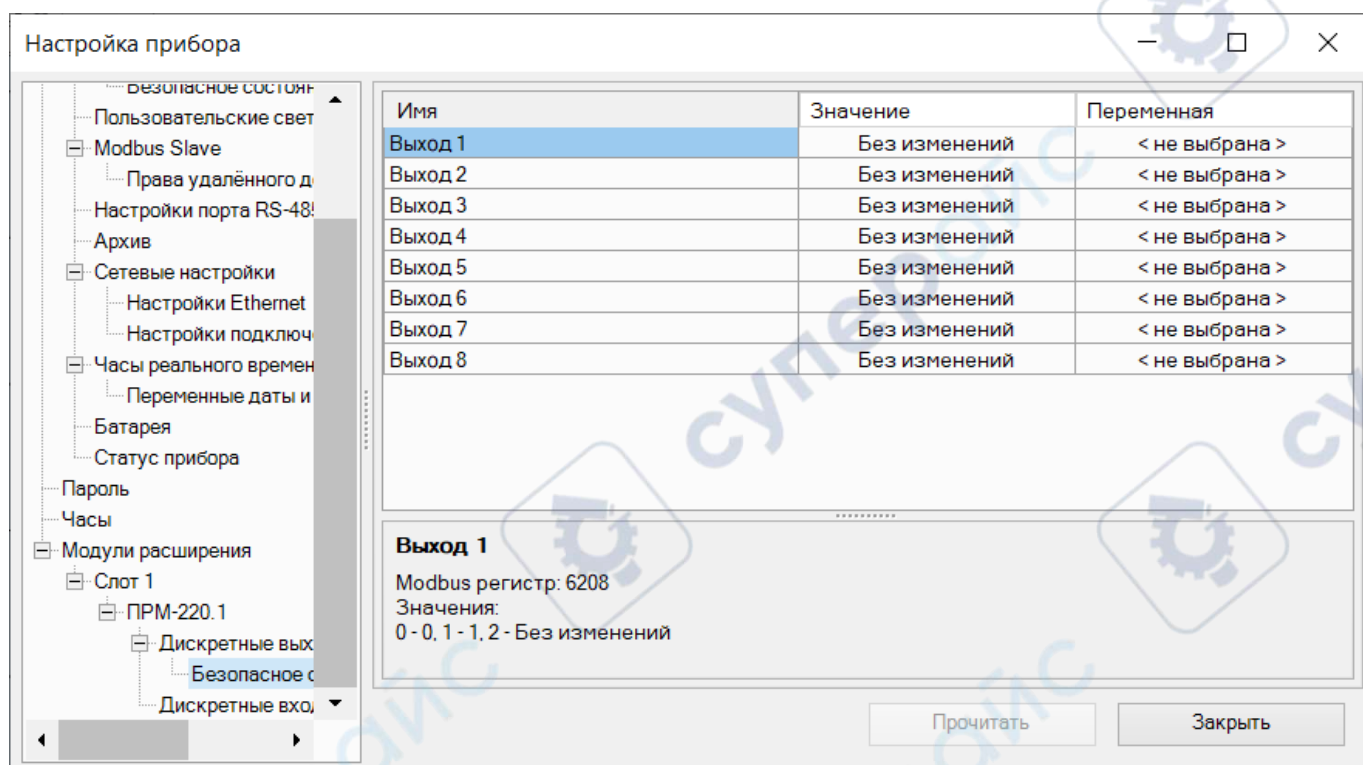 Настройка прибора
Безопасное состоян
Пользовательские свет
Modbus Slave
Права удалённого д
Настройки порта RS-485
Архив
Сетевые настройки
Настройки Ethernet
Настройки подключ
Часы реального времен
Переменные даты и
Батарея
Статус прибора
Пароль
Часы
Модули расширения
Слот 1
ПРМ-220.1
Дискретные вых
Безопасное с
Дискретные вхо
Имя Значение Переменная
Выход 1 Без изменений < не выбрана >
Выход 2 Без изменений < не выбрана >
Выход 3 Без изменений < не выбрана >
Выход 4 Без изменений < не выбрана >
Выход 5 Без изменений < не выбрана >
Выход 6 Без изменений < не выбрана >
Выход 7 Без изменений < не выбрана >
Выход 8 Без изменений < не выбрана >
Выход 1
Modbus регистр: 6208
Значения:
0 - 0, 1 - 1, 2 - Без изменений
Прочитать Закрыть
суперайс